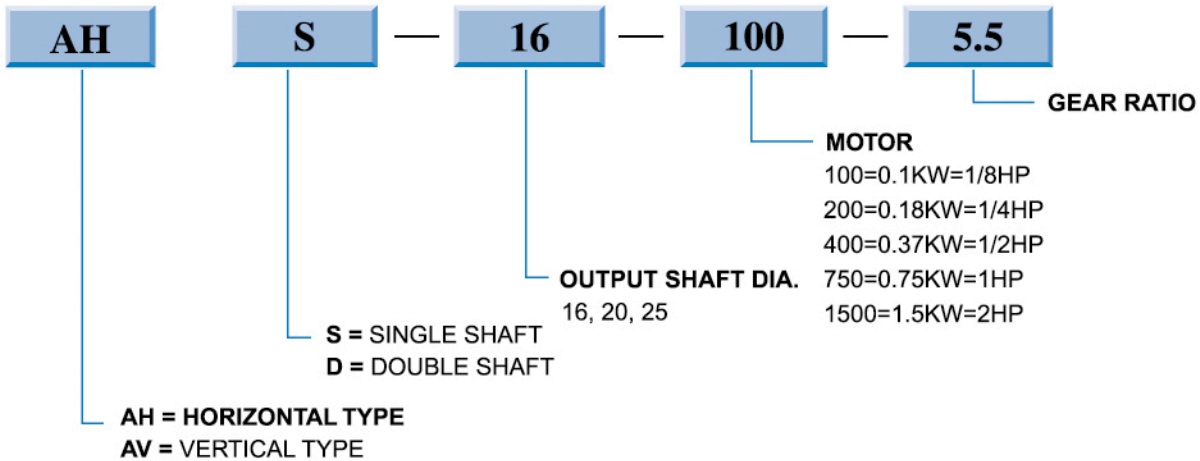 AH S — 16 — 100 — 5.5
GEAR RATIO
MOTOR
100=0.1KW=1/8HP
200=0.18KW=1/4HP
400=0.37KW=1/2HP
750=0.75KW=1HP
1500=1.5KW=2HP
OUTPUT SHAFT DIA.
16, 20, 25
S = SINGLE SHAFT
D = DOUBLE SHAFT
AH = HORIZONTAL TYPE
AV = VERTICAL TYPE